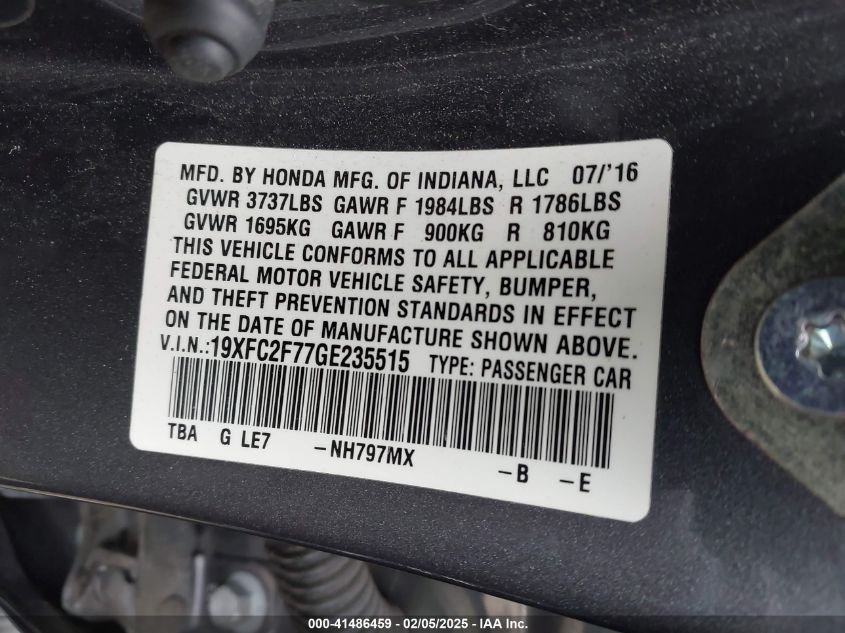 MFD. BY HONDA MFG. OF INDIANA, LLC 07/'16
GVWR 3737LBS GAWR F 1984LBS R 1786LBS
GVWR 1695KG GAWR F 900KG R 810KG
THIS VEHICLE CONFORMS TO ALL APPLICABLE
FEDERAL MOTOR VEHICLE SAFETY, BUMPER,
AND THEFT PREVENTION STANDARDS IN EFFECT
ON THE DATE OF MANUFACTURE SHOWN ABOVE.
V.I.N.:19XFC2F77GE235515 TYPE: PASSENGER CAR
TBA G LE7 -NH797MX -B -E
000-41486459 - 02/05/2025 - IAA Inc.